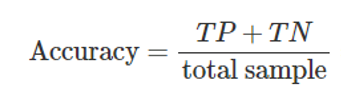 Accuracy = TP + TN / total sample